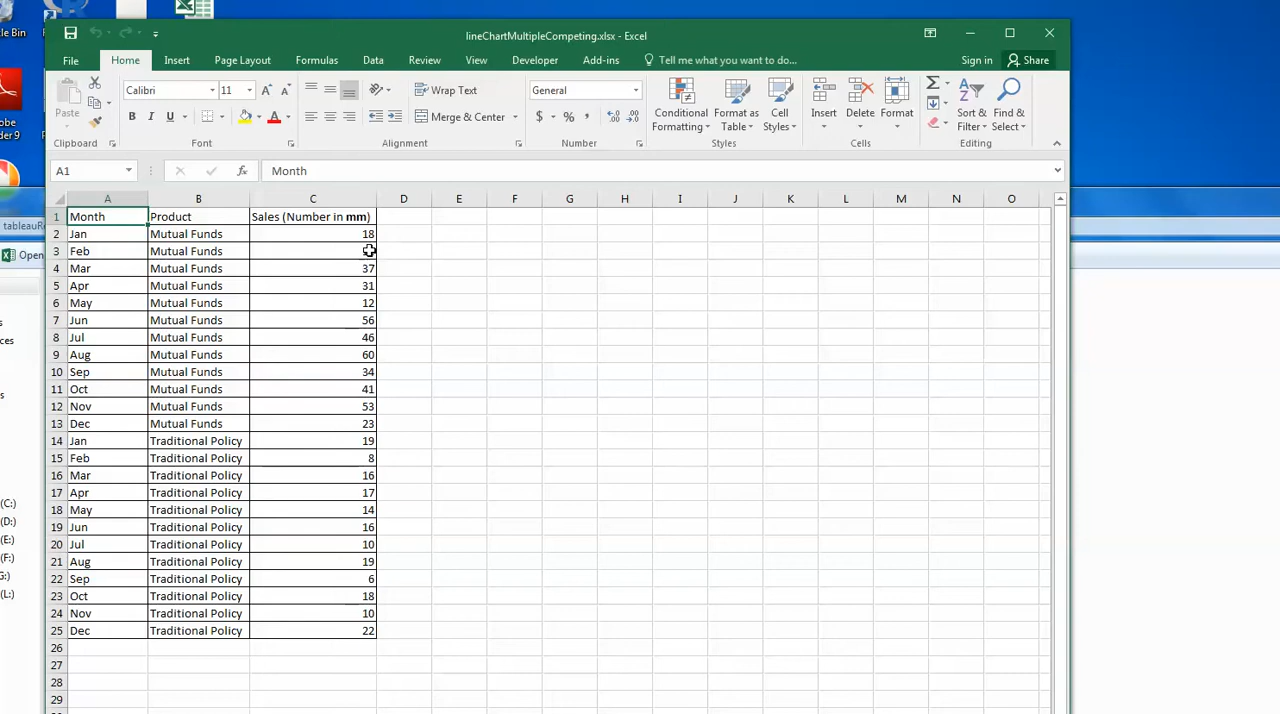 le Bin
lineChartMultipleCompeting.xlsx - Excel
File Home Insert Page Layout Formulas Data Review View Developer Add-ins Tell me what you want to do... Sign in Share
Paste Calibri 11 A A Wrap Text General Conditional Format as Cell Insert Delete Format Sort & Find &
B I U A Merge & Center $ % , Formatting Table Styles Filter Select
Clipboard Font Alignment Number Styles Cells Editing
dobe
der 9
A1 fx Month
A B C D E F G H I J K L M N O
1 Month Product Sales (Number in mm)
2 Jan Mutual Funds 18
3 Feb Mutual Funds
4 Mar Mutual Funds 37
5 Apr Mutual Funds 31
6 May Mutual Funds 12
7 Jun Mutual Funds 56
8 Jul Mutual Funds 46
9 Aug Mutual Funds 60
10 Sep Mutual Funds 34
11 Oct Mutual Funds 41
12 Nov Mutual Funds 53
13 Dec Mutual Funds 23
14 Jan Traditional Policy 19
15 Feb Traditional Policy 8
16 Mar Traditional Policy 16
17 Apr Traditional Policy 17
18 May Traditional Policy 14
19 Jun Traditional Policy 16
20 Jul Traditional Policy 10
21 Aug Traditional Policy 19
22 Sep Traditional Policy 6
23 Oct Traditional Policy 18
24 Nov Traditional Policy 10
25 Dec Traditional Policy 22
26
27
28
29
tableauR
Open
s
ces
s
(C:)
(D:)
(E:)
(F:)
G:)
(L:)